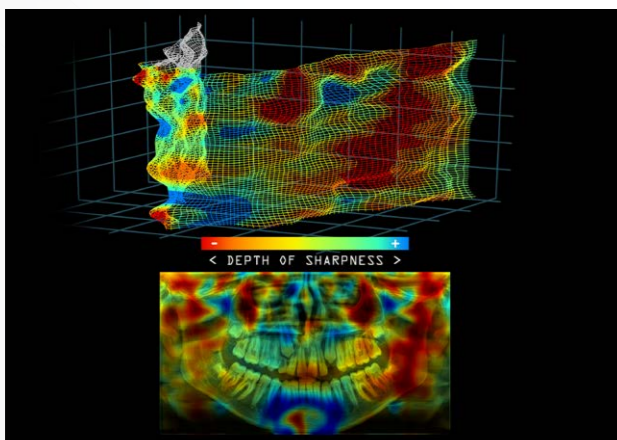 - +
< DEPTH OF SHARPNESS >